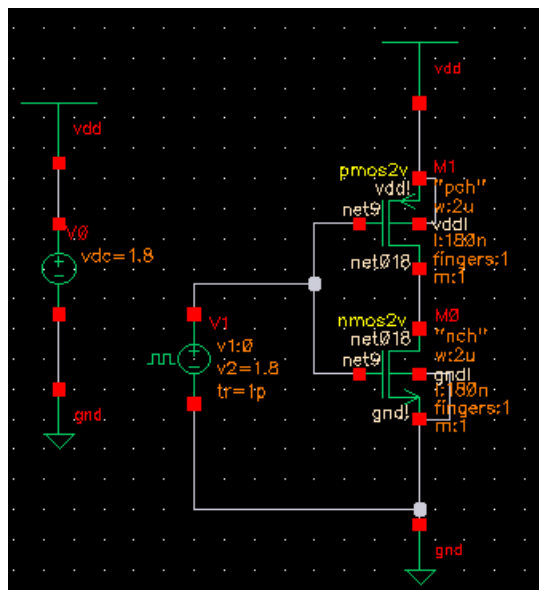 vdd
V0
vdc=1.8
gnd
V1
v1:0
v2=1.8
tr=1p
vdd
pmos2v
M1
vdd!
"pch"
w:2u
net9
vdd!
l:180n
fingers:1
net018
m:1
nmos2v
M0
net018
"nch"
w:2u
net9
gnd!
l:180n
fingers:1
gnd!
m:1
gnd